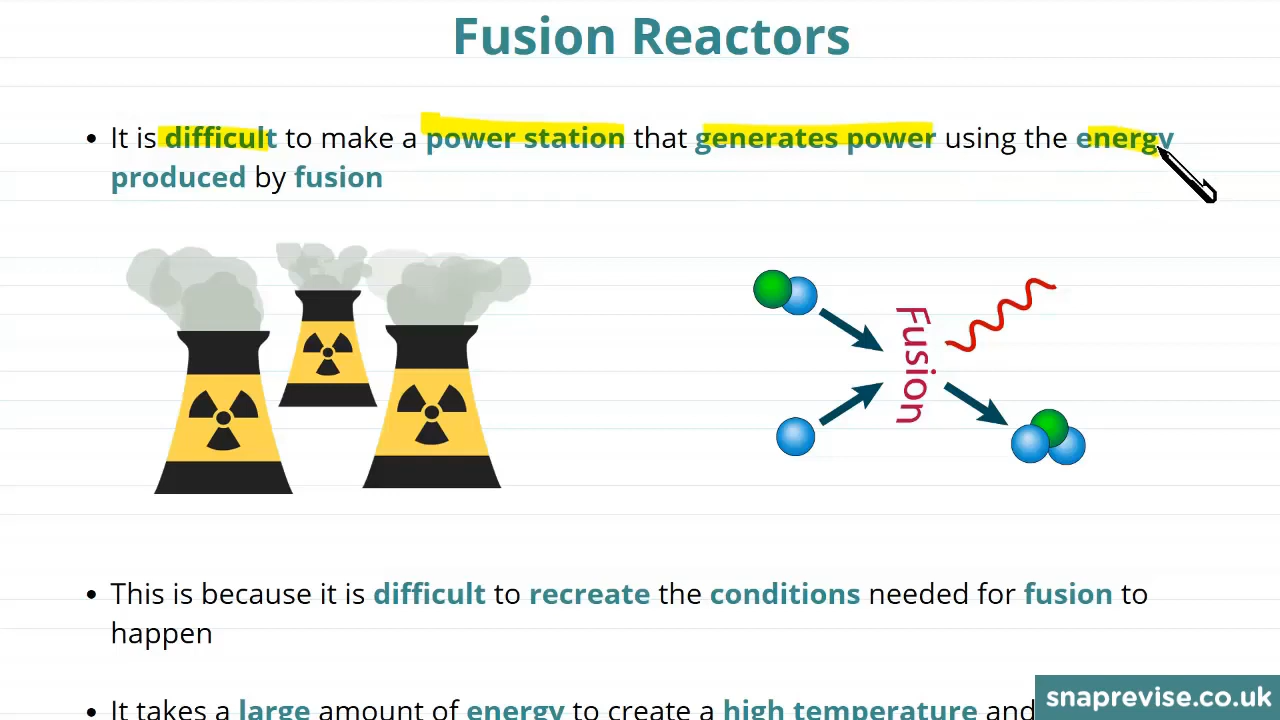 Fusion Reactors
• It is difficult to make a power station that generates power using the energy
produced by fusion
Fusion
• This is because it is difficult to recreate the conditions needed for fusion to
happen
• It takes a large amount of energy to create a high temperature and
snaprevise.co.uk